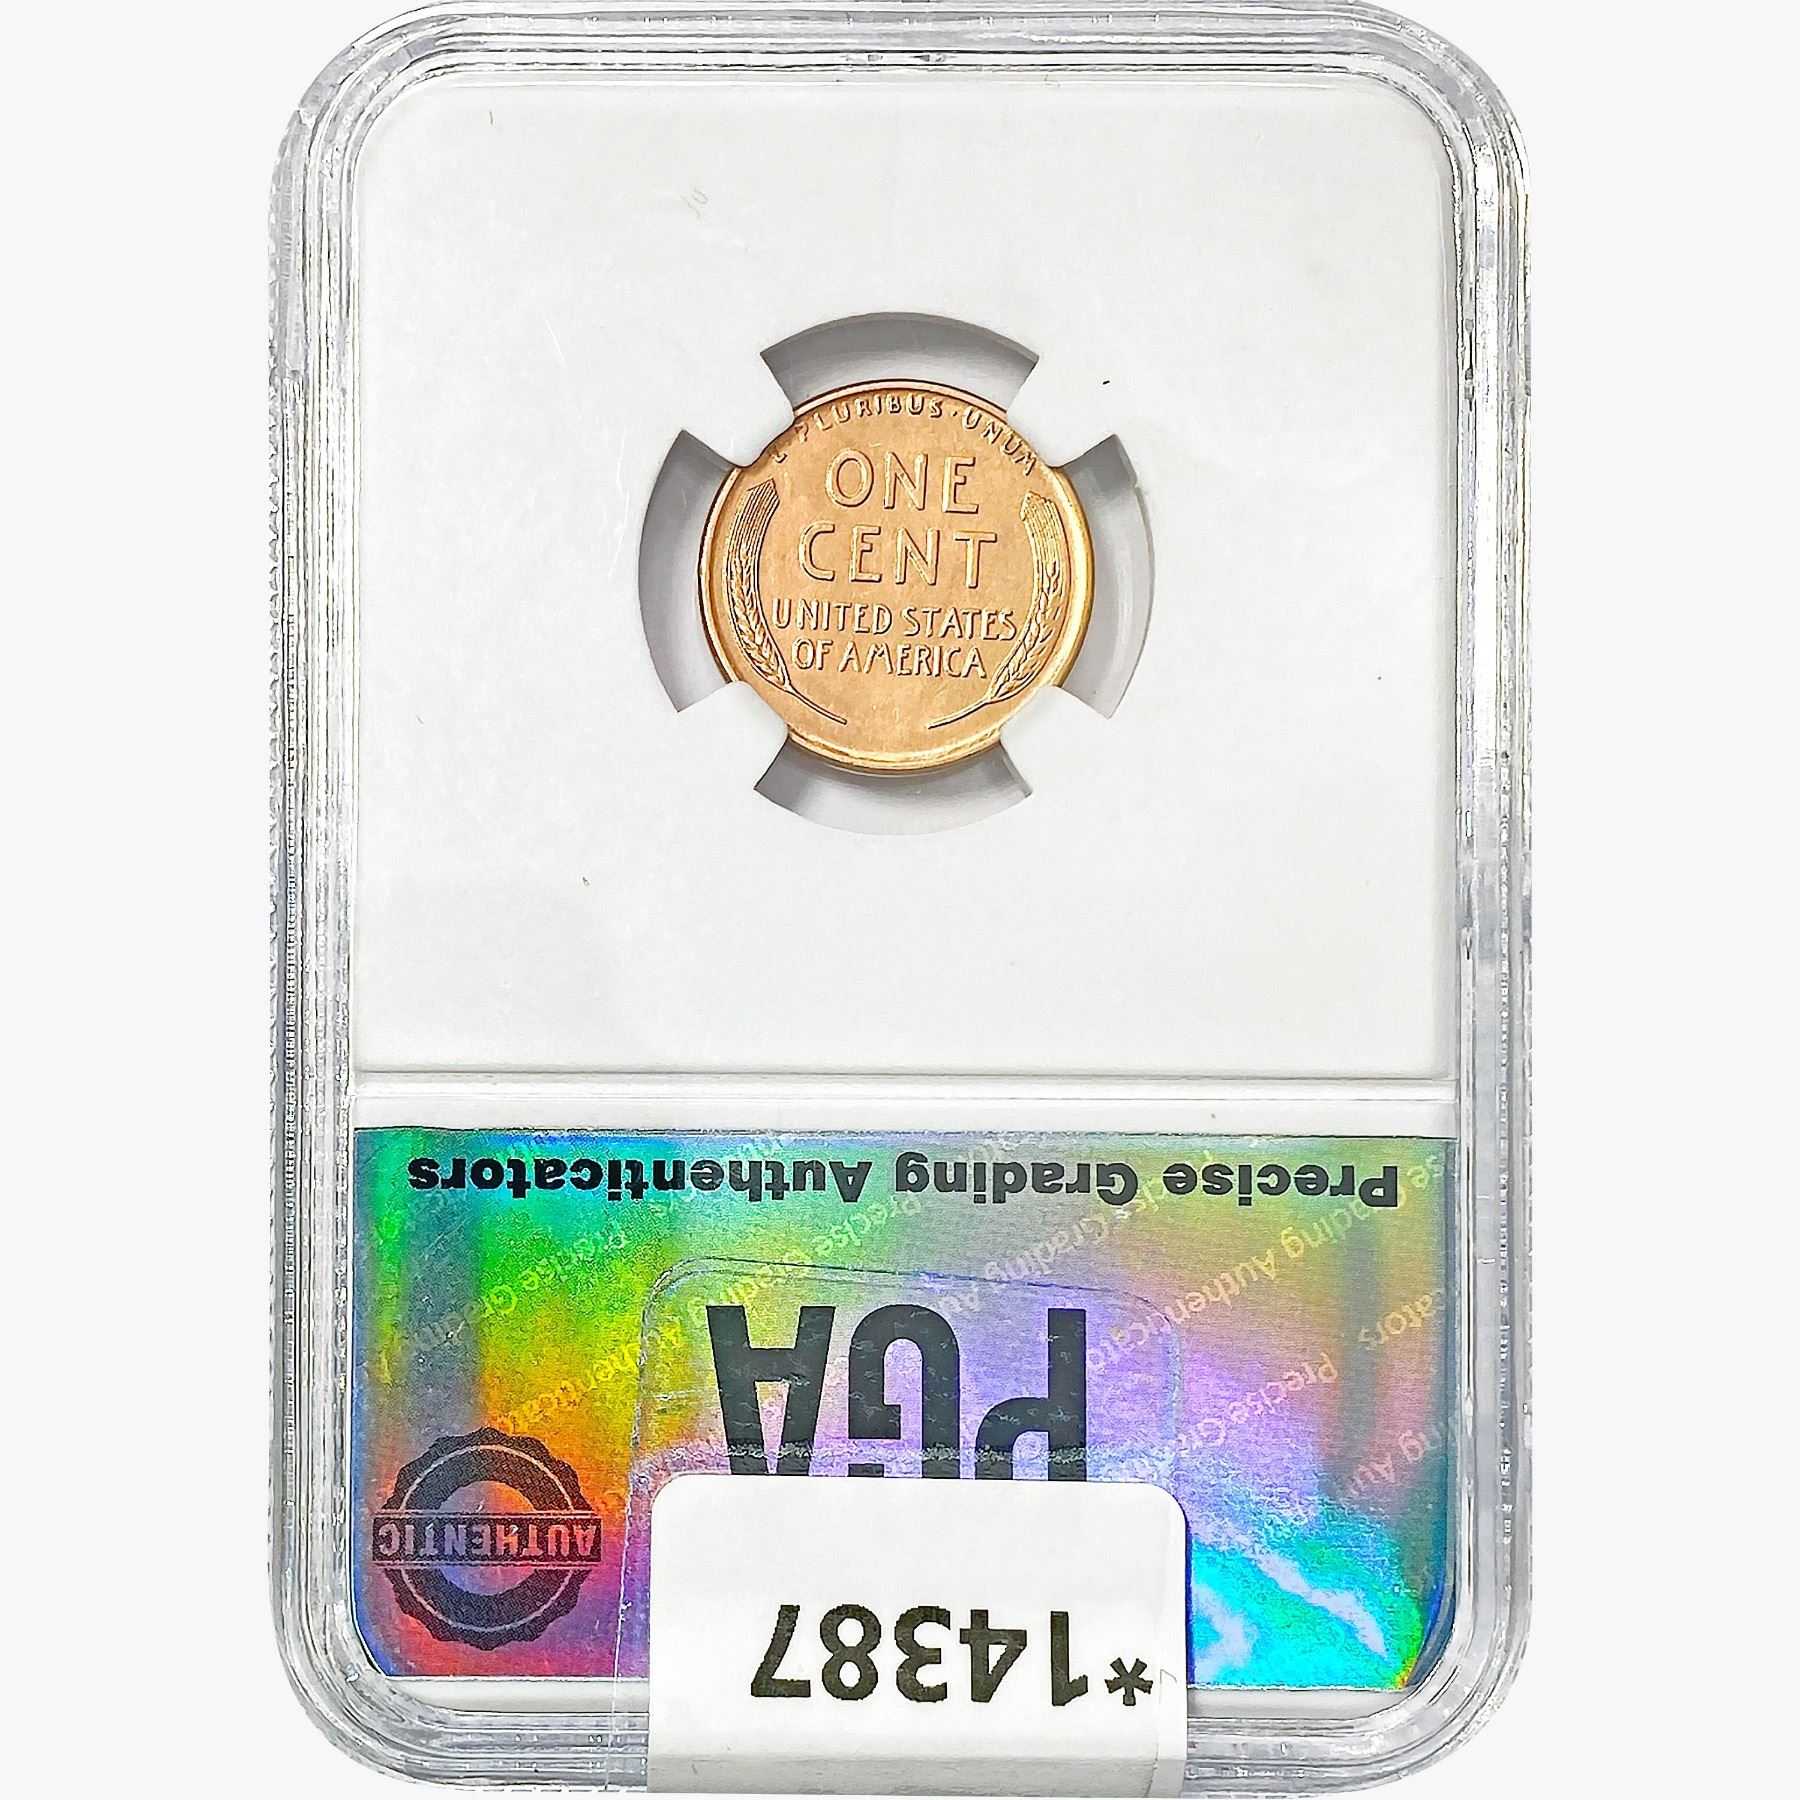 E·PLURIBUS·UNUM
ONE
CENT
UNITED STATES
OF AMERICA
Precise Grading Authenticators
PGA
AUTHENTIC
*14387